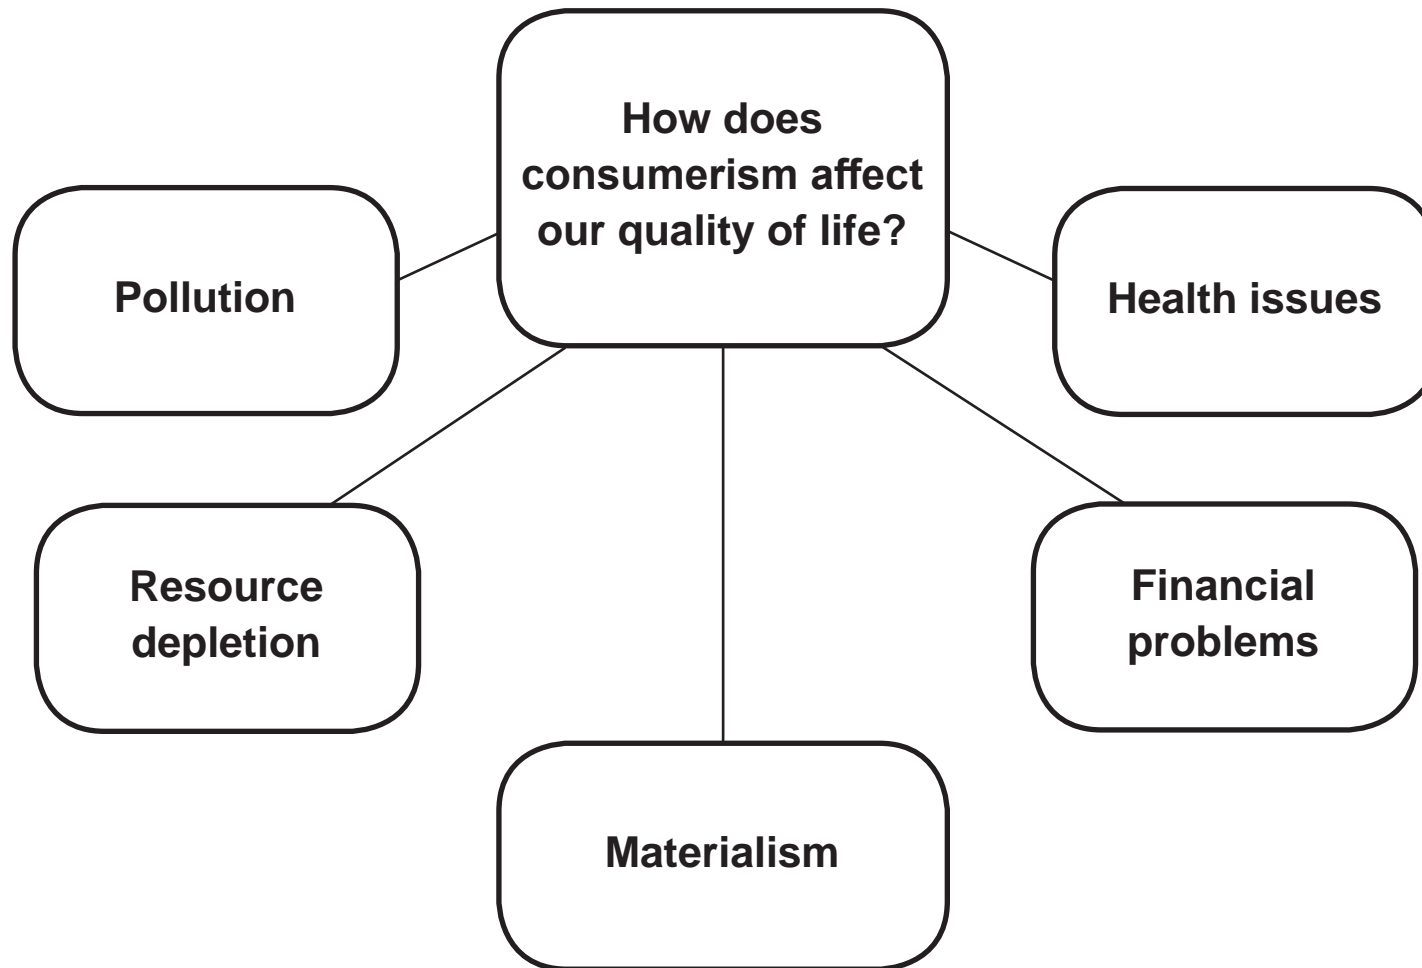 How does
consumerism affect
our quality of life?
Pollution
Health issues
Resource
depletion
Financial
problems
Materialism